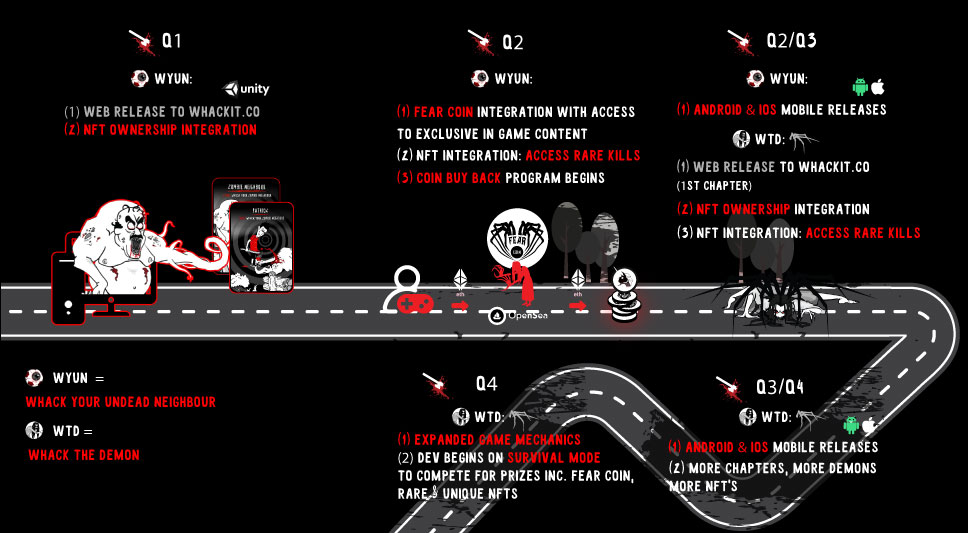 Q1
WYUN:
unity
(1) WEB RELEASE TO WHACKIT.CO
(2) NFT OWNERSHIP INTEGRATION
Q2
WYUN:
(1) FEAR COIN INTEGRATION WITH ACCESS
TO EXCLUSIVE IN GAME CONTENT
(2) NFT INTEGRATION: ACCESS RARE KILLS
(3) COIN BUY BACK PROGRAM BEGINS
Q2/Q3
WYUN:
(1) ANDROID & IOS MOBILE RELEASES
WTD:
(1) WEB RELEASE TO WHACKIT.CO
(1ST CHAPTER)
(2) NFT OWNERSHIP INTEGRATION
(3) NFT INTEGRATION: ACCESS RARE KILLS
ZOMBIE NEIGHBOUR
PATRICK
FEAR
COIN
eth
eth
OpenSea
WYUN =
WHACK YOUR UNDEAD NEIGHBOUR
WTD =
WHACK THE DEMON
Q4
WTD:
(1) EXPANDED GAME MECHANICS
(2) DEV BEGINS ON SURVIVAL MODE
TO COMPETE FOR PRIZES INC. FEAR COIN,
RARE & UNIQUE NFTS
Q3/Q4
WTD:
(1) ANDROID & IOS MOBILE RELEASES
(2) MORE CHAPTERS, MORE DEMONS
MORE NFT'S